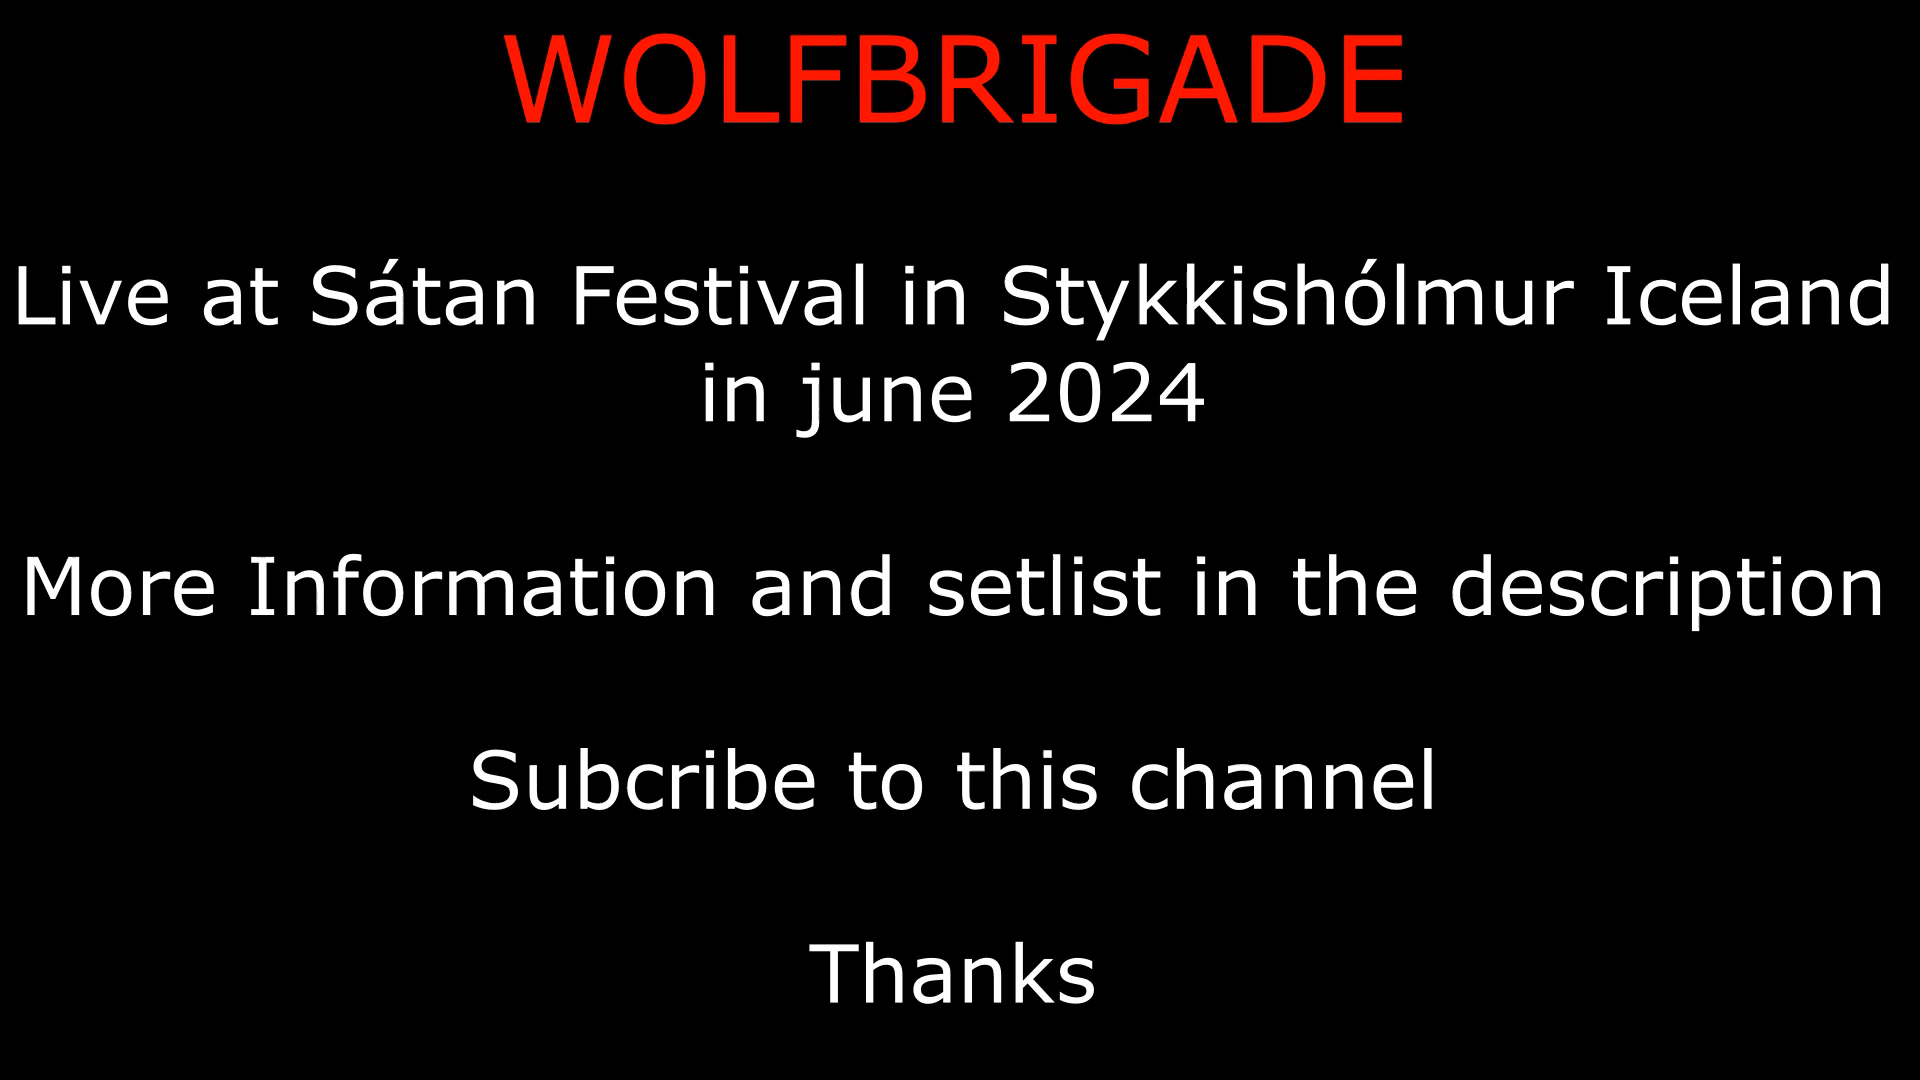 WOLFBRIGADE
Live at Sátan Festival in Stykkishólmur Iceland
in june 2024
More Information and setlist in the description
Subcribe to this channel
Thanks